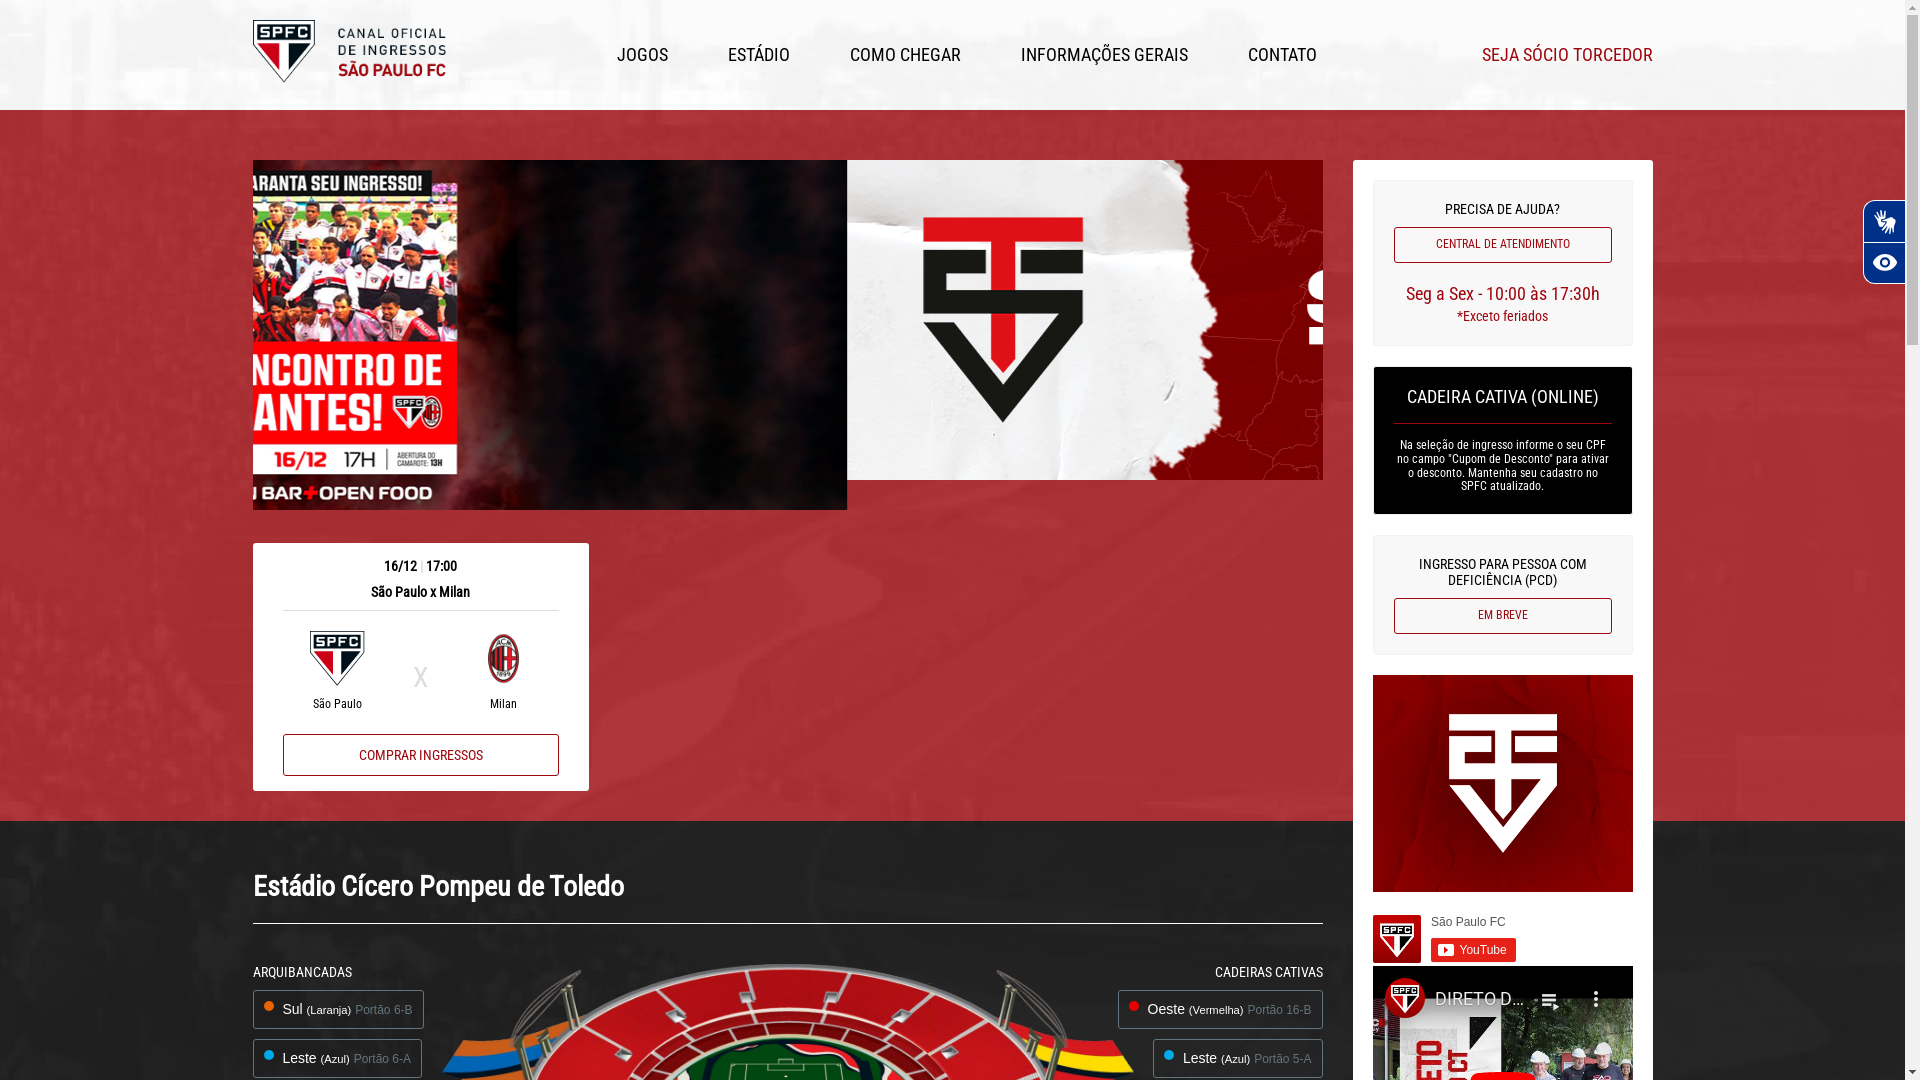 SPFC
CANAL OFICIAL
DE INGRESSOS
SÃO PAULO FC
JOGOS
ESTÁDIO
COMO CHEGAR
INFORMAÇÕES GERAIS
CONTATO
SEJA SÓCIO TORCEDOR
ARANTA SEU INGRESSO!
NCONTRO DE
ANTES!
16/12 17H
ABERTURA DO
CAMAROTE: 13H
BAR+OPEN FOOD
PRECISA DE AJUDA?
CENTRAL DE ATENDIMENTO
Seg a Sex - 10:00 às 17:30h
*Exceto feriados
CADEIRA CATIVA (ONLINE)
Na seleção de ingresso informe o seu CPF
no campo "Cupom de Desconto" para ativar
o desconto. Mantenha seu cadastro no
SPFC atualizado.
INGRESSO PARA PESSOA COM
DEFICIÊNCIA (PCD)
EM BREVE
16/12 | 17:00
São Paulo x Milan
SPFC
X
São Paulo
Milan
COMPRAR INGRESSOS
Estádio Cícero Pompeu de Toledo
ARQUIBANCADAS
Sul (Laranja) Portão 6-B
Leste (Azul) Portão 6-A
CADEIRAS CATIVAS
Oeste (Vermelha) Portão 16-B
Leste (Azul) Portão 5-A
SPFC
São Paulo FC
YouTube
SPFC
DIRETO D...